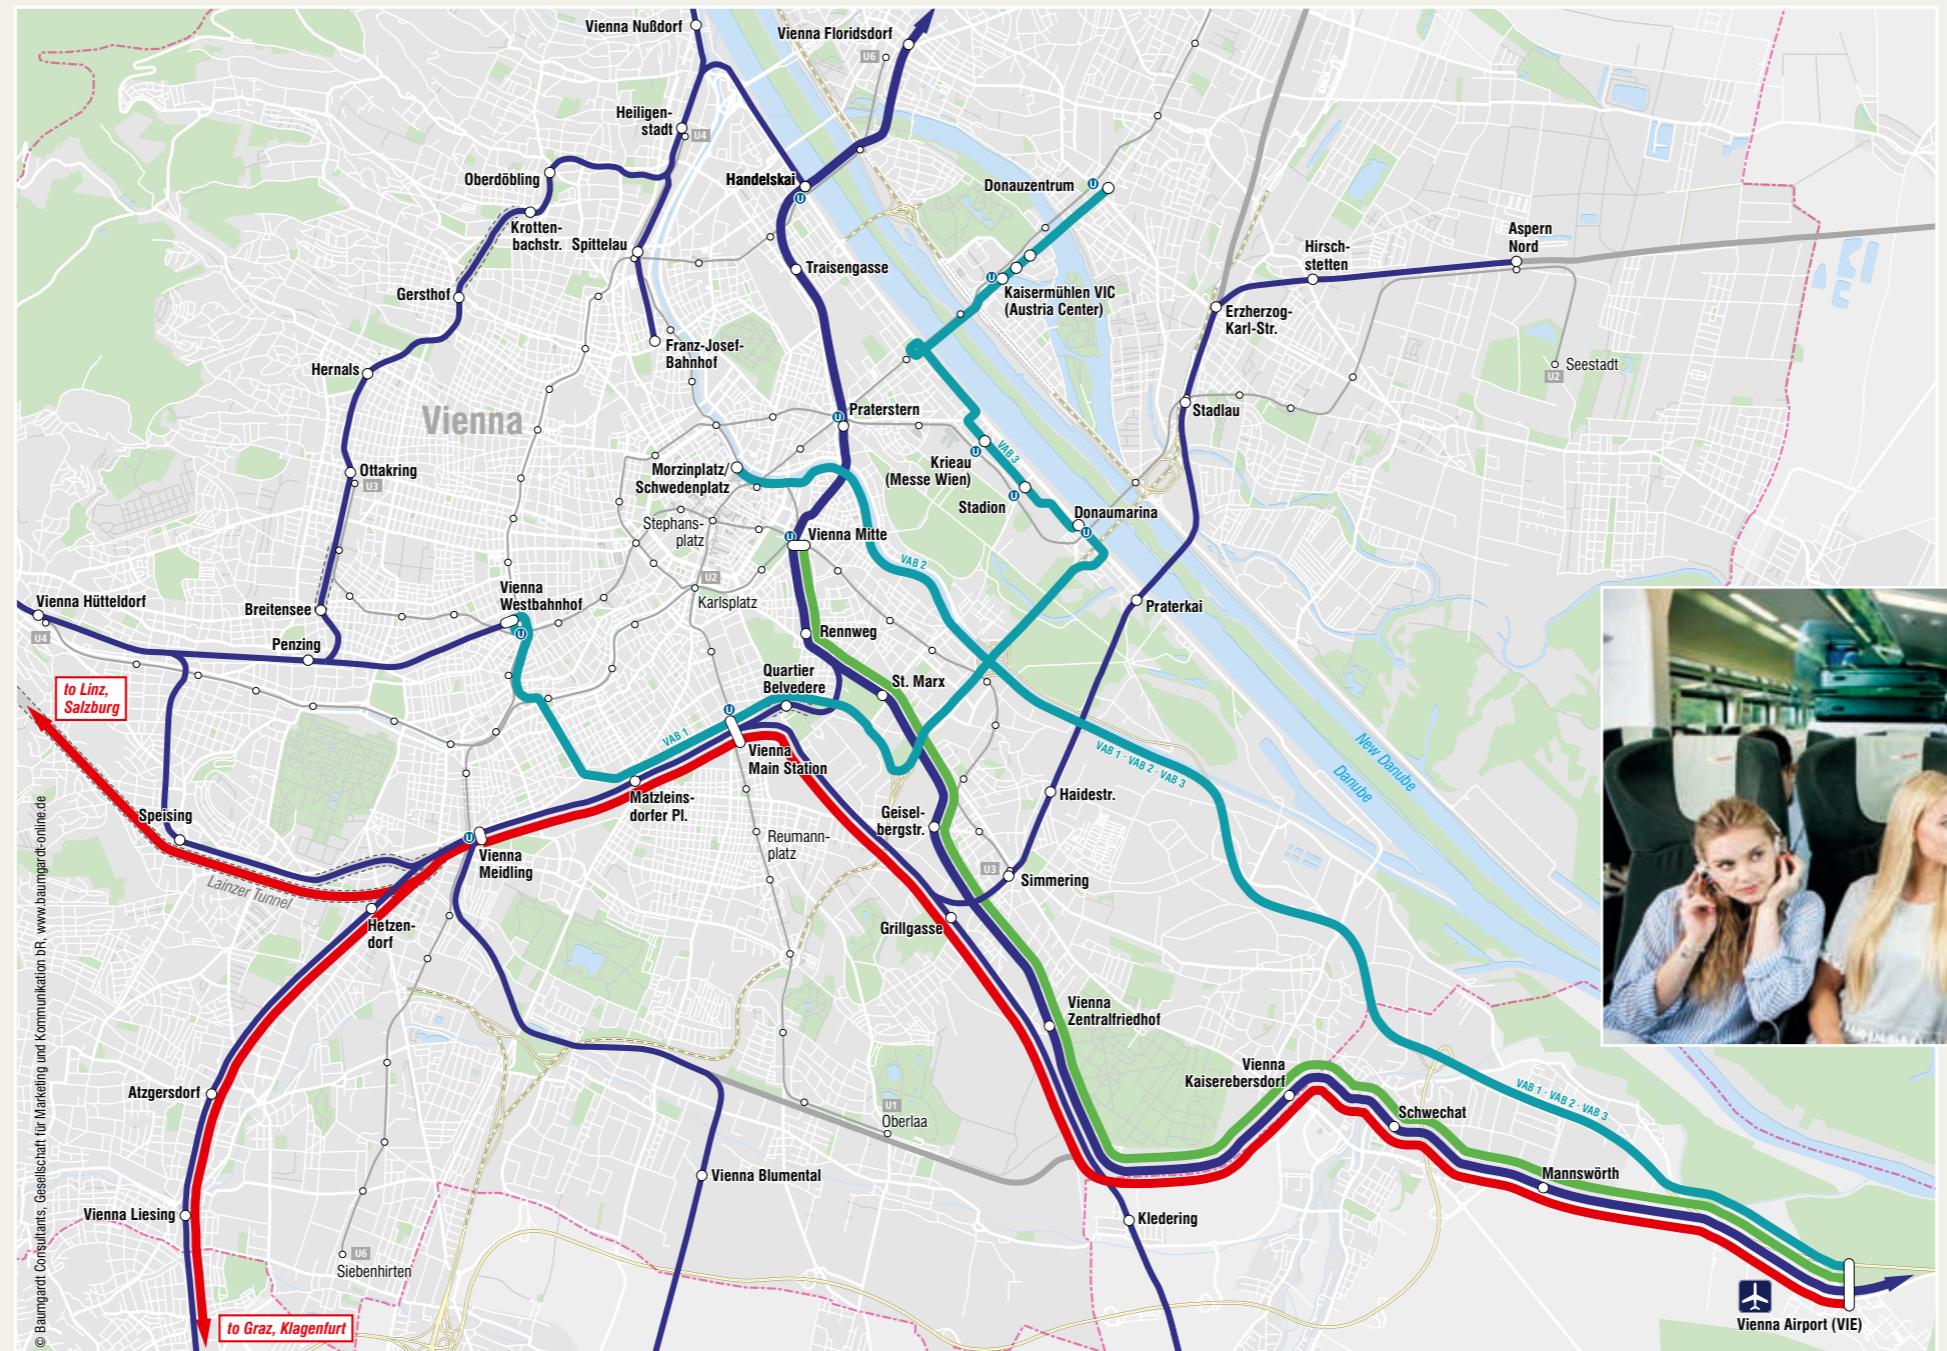 Vienna Nußdorf
Vienna Floridsdorf
U6
Heiligen-
stadt
U4
Oberdöbling
Handelskai
U
Donauzentrum
U
Krotten-
bachstr.
Spittelau
Traisengasse
Hirsch-
stetten
Aspern
Nord
Gersthof
U
Kaisermühlen VIC
(Austria Center)
Erzherzog-
Karl-Str.
Franz-Josef-
Bahnhof
Hernals
Seestadt
U2
Vienna
U
Praterstern
Stadlau
Ottakring
U3
Morzinplatz/
Schwedenplatz
Krieau
(Messe Wien)
U
VAB 3
Stadion
U
Donaumarina
U
Stephans-
platz
U
Vienna Mitte
VAB 2
Vienna Hütteldorf
U4
Breitensee
Vienna
Westbahnhof
U
U2
Karlsplatz
Praterkai
Penzing
Rennweg
Quartier
Belvedere
St. Marx
to Linz,
Salzburg
U
VAB 1
Vienna
Main Station
VAB 1 · VAB 2 · VAB 3
New Danube
Danube
Matzleins-
dorfer Pl.
Haidestr.
Speising
Geisel-
bergstr.
Reumann-
platz
U
Vienna
Meidling
Lainzer Tunnel
U3
Simmering
Hetzen-
dorf
Grillgasse
Vienna
Zentralfriedhof
Vienna
Kaiserebersdorf
Atzgersdorf
Schwechat
VAB 1 · VAB 2 · VAB 3
U1
Oberlaa
Vienna Blumental
Mannswörth
Vienna Liesing
Kledering
U6
Siebenhirten
to Graz, Klagenfurt
Vienna Airport (VIE)
© Baumgardt Consultants, Gesellschaft für Marketing und Kommunikation bR, www.baumgardt-online.de